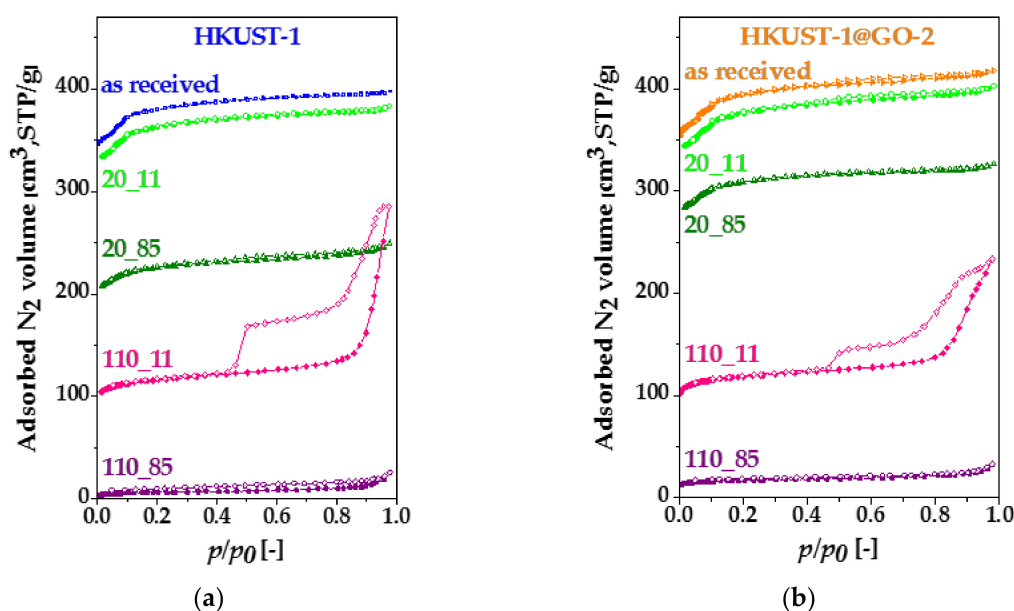 HKUST-1
as received
20_11
20_85
110_11
110_85
Adsorbed N2 volume [cm³,STP/g]
400
300
200
100
0
0.0 0.2 0.4 0.6 0.8 1.0
p/p0 [-]
(a)
HKUST-1@GO-2
as received
20_11
20_85
110_11
110_85
Adsorbed N2 volume [cm³,STP/g]
400
300
200
100
0
0.0 0.2 0.4 0.6 0.8 1.0
p/p0 [-]
(b)